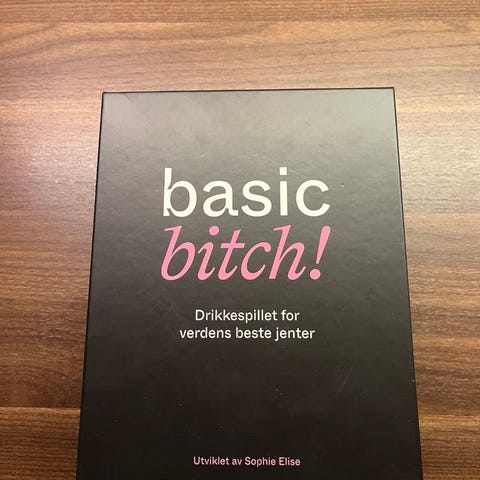 basic
bitch!
Drikkespillet for
verdens beste jenter
Utviklet av Sophie Elise